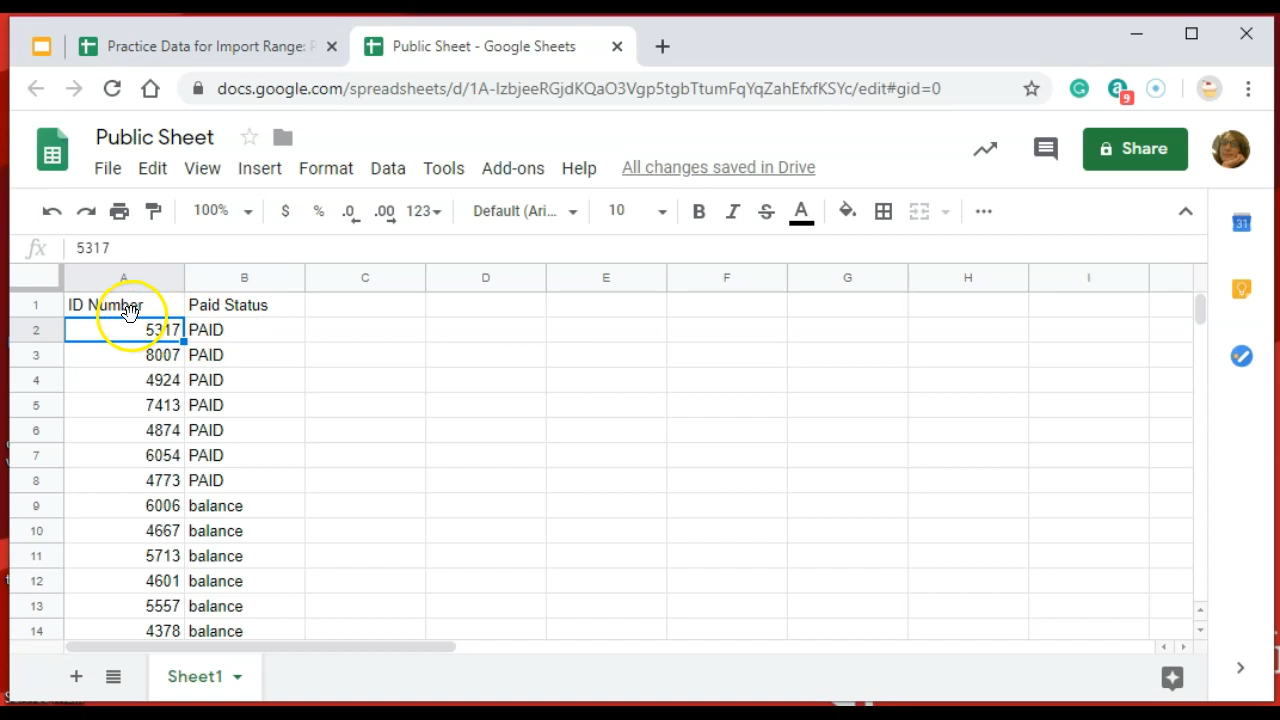 Practice Data for Import Range:
Public Sheet - Google Sheets
docs.google.com/spreadsheets/d/1A-IzbjeeRGjdKQaO3Vgp5tgbTtumFqYqZahEfxfKSYc/edit#gid=0
a
9
Public Sheet
Share
File Edit View Insert Format Data Tools Add-ons Help All changes saved in Drive
100% $ % .0 .00 123 Default (Ari... 10 B I S A
31
fx 5317
A B C D E F G H I
1 ID Number Paid Status
2 5317 PAID
3 8007 PAID
4 4924 PAID
5 7413 PAID
6 4874 PAID
7 6054 PAID
8 4773 PAID
9 6006 balance
10 4667 balance
11 5713 balance
12 4601 balance
13 5557 balance
14 4378 balance
Sheet1